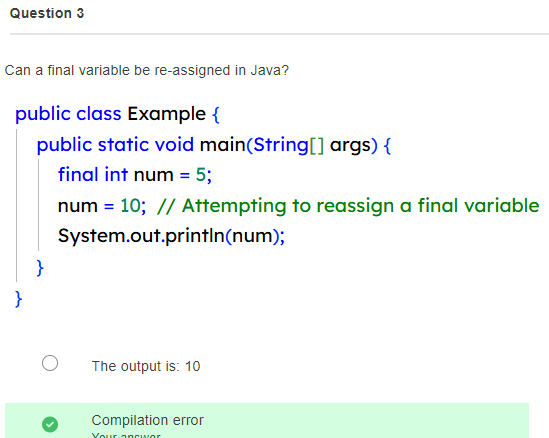 Question 3
Can a final variable be re-assigned in Java?
public class Example {
public static void main(String[] args) {
final int num = 5;
num = 10;  // Attempting to reassign a final variable
System.out.println(num);
}
}
The output is: 10
Compilation error
Your answer